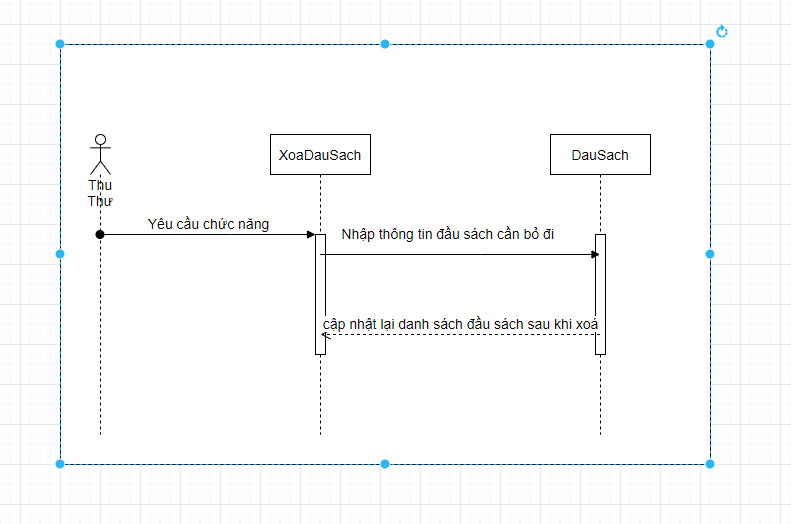 XoaDauSach
DauSach
Thu
Thư
Yêu cầu chức năng
Nhập thông tin đầu sách cần bỏ đi
cập nhật lại danh sách đầu sách sau khi xoá